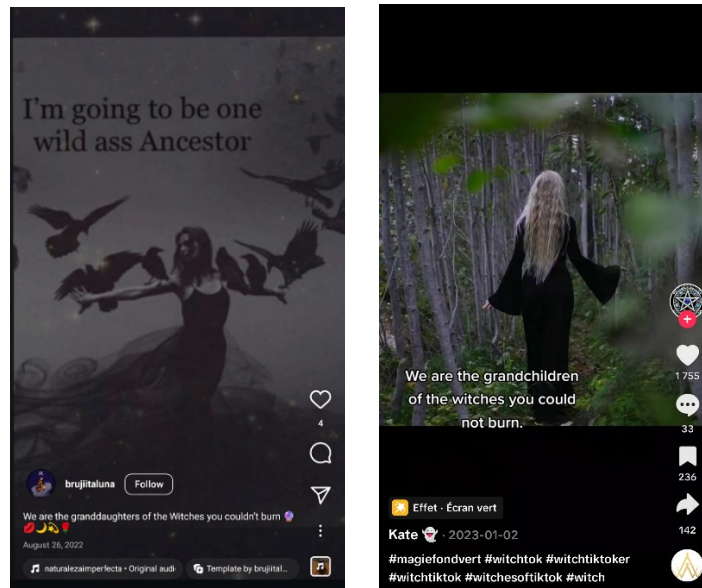 I'm going to be one
wild ass Ancestor
4
brujiitaluna
Follow
We are the granddaughters of the Witches you couldn't burn 🔮
💋🌙💫🌹
August 26, 2022
naturalezaimperfecta • Original audi
Template by brujiital...
We are the grandchildren
of the witches you could
not burn.
1 755
33
236
142
Effet · Écran vert
Kate 👻 · 2023-01-02
#magiefondvert #witchtok #witchtiktoker
#witchtiktok #witchesoftiktok #witch